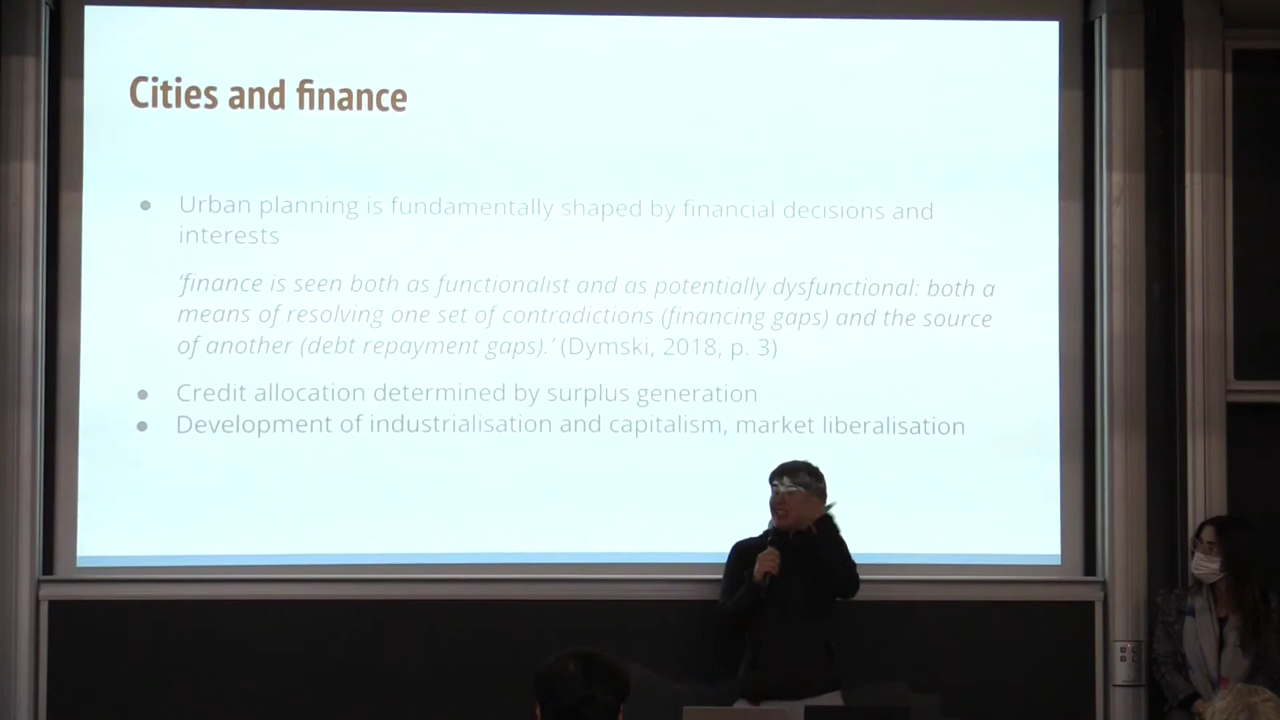 Cities and finance
● Urban planning is fundamentally shaped by financial decisions and
interests
‘finance is seen both as functionalist and as potentially dysfunctional: both a
means of resolving one set of contradictions (financing gaps) and the source
of another (debt repayment gaps).’ (Dymski, 2018, p. 3)
● Credit allocation determined by surplus generation
● Development of industrialisation and capitalism, market liberalisation